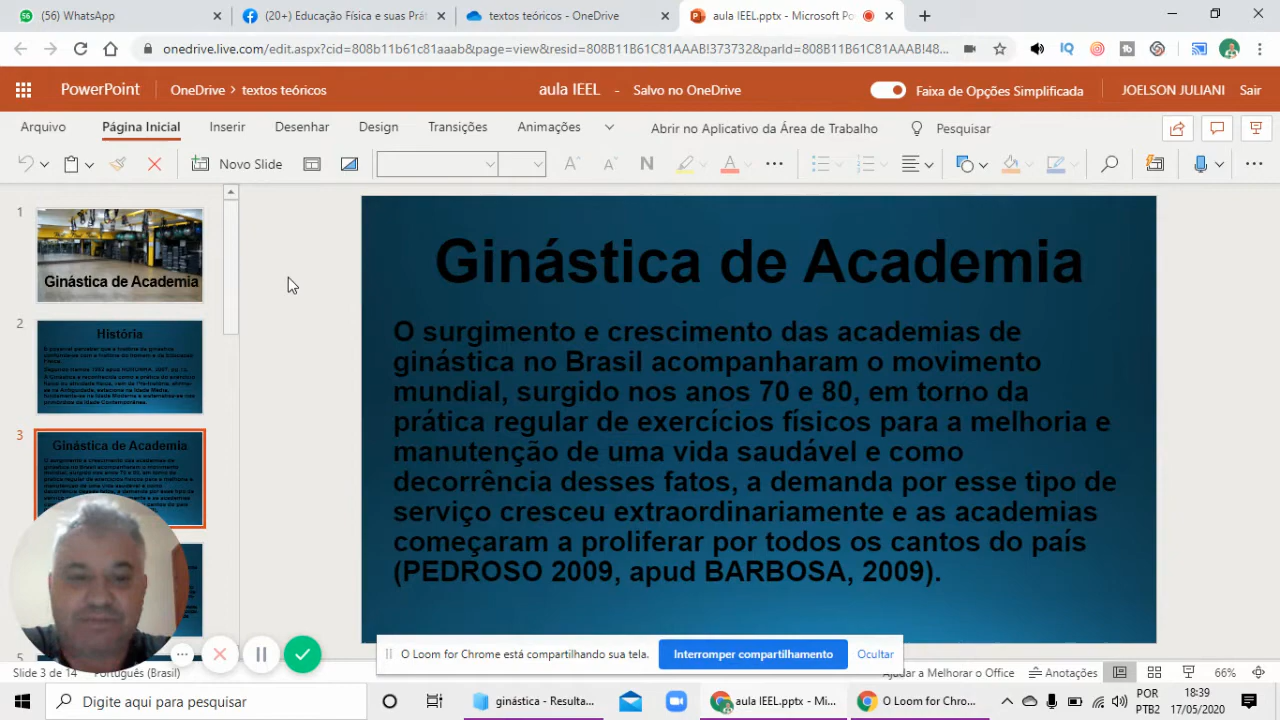 (56) WhatsApp
(20+) Educação Física e suas Prát
textos teóricos - OneDrive
aula IEEL.pptx - Microsoft Po
onedrive.live.com/edit.aspx?cid=808b11b61c81aaab&page=view&resid=808B11B61C81AAAB!373732&parId=808B11B61C81AAAB!48...
PowerPoint
OneDrive > textos teóricos
aula IEEL - Salvo no OneDrive
Faixa de Opções Simplificada
JOELSON JULIANI
Sair
Arquivo
Página Inicial
Inserir
Desenhar
Design
Transições
Animações
Abrir no Aplicativo da Área de Trabalho
Pesquisar
Novo Slide
1
Ginástica de Academia
2
História
3
Ginástica de Academia
5
Ginástica de Academia
O surgimento e crescimento das academias de
ginástica no Brasil acompanharam o movimento
mundial, surgido nos anos 70 e 80, em torno da
prática regular de exercícios físicos para a melhoria e
manutenção de uma vida saudável e como
decorrência desses fatos, a demanda por esse tipo de
serviço cresceu extraordinariamente e as academias
começaram a proliferar por todos os cantos do país
(PEDROSO 2009, apud BARBOSA, 2009).
O Loom for Chrome está compartilhando sua tela.
Interromper compartilhamento
Ocultar
Slide 3 de 14
Português (Brasil)
Ajudar a Melhorar o Office
Anotações
66%
Digite aqui para pesquisar
ginástica - Resulta...
aula IEEL.pptx - Mi...
O Loom for Chro...
POR
PTB2
18:39
17/05/2020